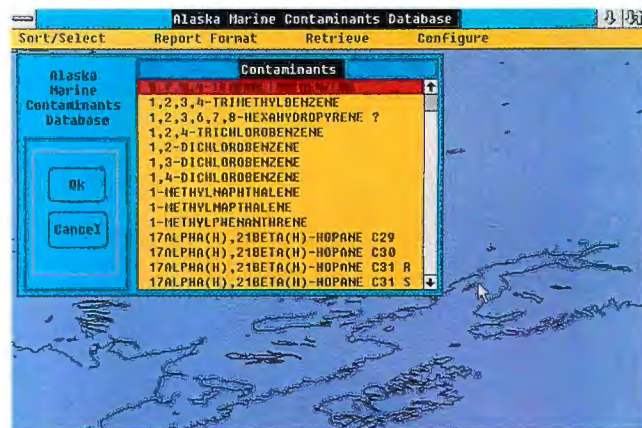 Alaska Marine Contaminants Database
Sort/Select Report Format Retrieve Configure
Alaska
Marine
Contaminants
Database
Ok
Cancel
Contaminants
1,2,3,4-TRIMETHYLBENZENE
1,2,3,6,7,8-HEXAHYDROPYRENE ?
1,2,4-TRICHLOROBENZENE
1,2-DICHLOROBENZENE
1,3-DICHLOROBENZENE
1,4-DICHLOROBENZENE
1-METHYLNAPHTHALENE
1-METHYLNAPTHALENE
1-METHYLPHENANTHRENE
17ALPHA(H),21BETA(H)-HOPANE C29
17ALPHA(H),21BETA(H)-HOPANE C30
17ALPHA(H),21BETA(H)-HOPANE C31 R
17ALPHA(H),21BETA(H)-HOPANE C31 S